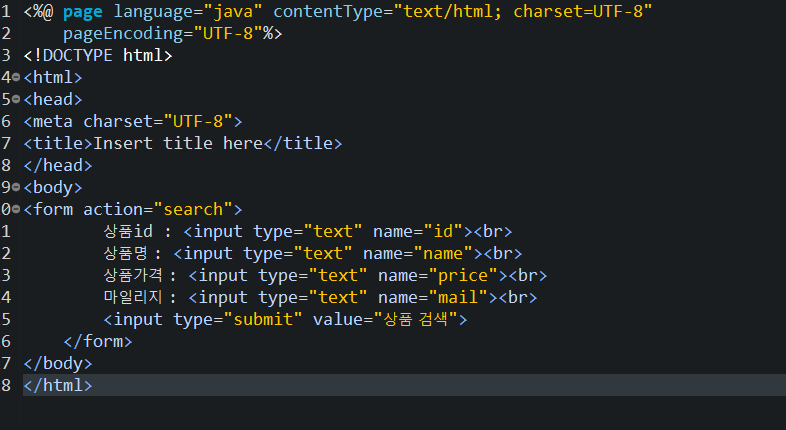 1 <%@ page language="java" contentType="text/html; charset=UTF-8"
2     pageEncoding="UTF-8"%>
3 <!DOCTYPE html>
4 <html>
5 <head>
6 <meta charset="UTF-8">
7 <title>Insert title here</title>
8 </head>
9 <body>
0 <form action="search">
1         상품id : <input type="text" name="id"><br>
2         상품명 : <input type="text" name="name"><br>
3         상품가격 : <input type="text" name="price"><br>
4         마일리지 : <input type="text" name="mail"><br>
5         <input type="submit" value="상품 검색">
6     </form>
7 </body>
8 </html>